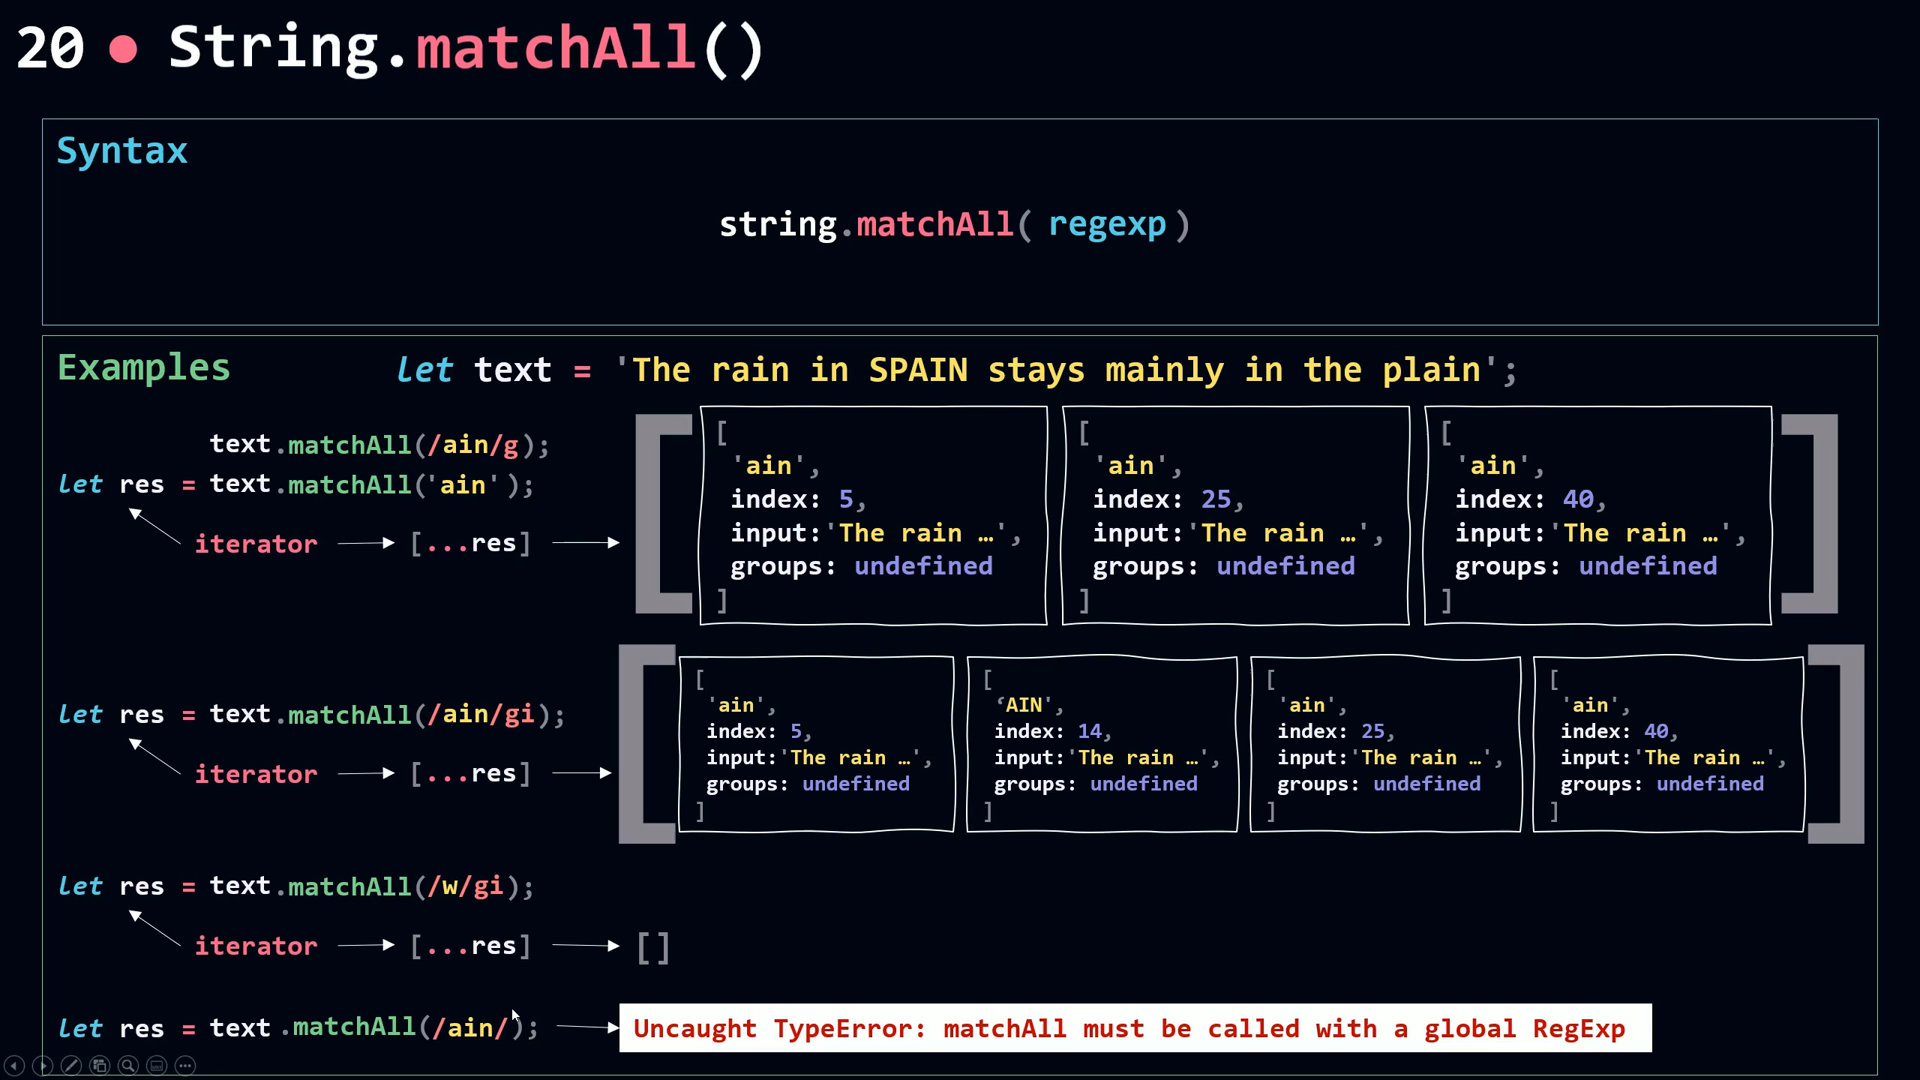 20 ● String.matchAll()
Syntax
string.matchAll( regexp )
Examples
let text = 'The rain in SPAIN stays mainly in the plain';
text.matchAll(/ain/g);
let res = text.matchAll('ain' );
iterator
[...res]
[
'ain',
index: 5,
input:'The rain …',
groups: undefined
]
[
'ain',
index: 25,
input:'The rain …',
groups: undefined
]
[
'ain',
index: 40,
input:'The rain …',
groups: undefined
]
let res = text.matchAll(/ain/gi);
iterator
[...res]
[
'ain',
index: 5,
input:'The rain …',
groups: undefined
]
[
‘AIN',
index: 14,
input:'The rain …',
groups: undefined
]
[
'ain',
index: 25,
input:'The rain …',
groups: undefined
]
[
'ain',
index: 40,
input:'The rain …',
groups: undefined
]
let res = text.matchAll(/w/gi);
iterator
[...res]
[]
let res = text .matchAll(/ain/);
Uncaught TypeError: matchAll must be called with a global RegExp